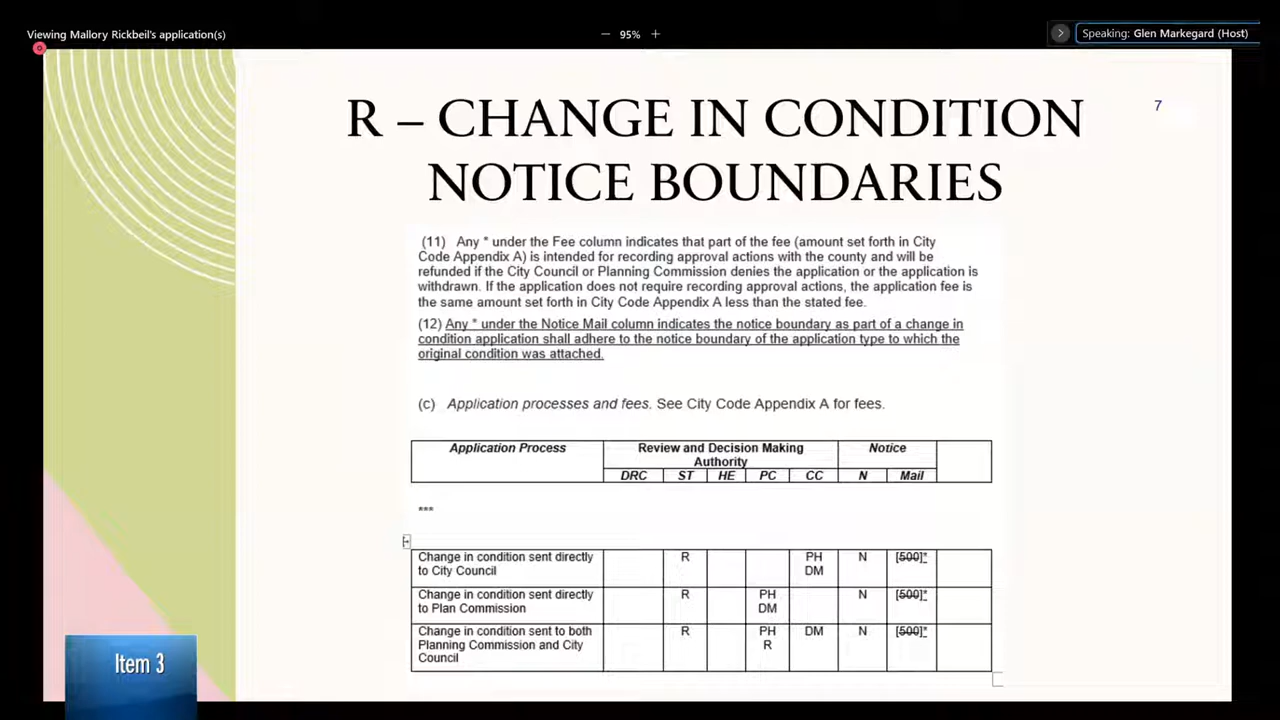 Viewing Mallory Rickbeil's application(s)
− 95% +
Speaking: Glen Markegard (Host)
R – CHANGE IN CONDITION
NOTICE BOUNDARIES
7
(11) Any * under the Fee column indicates that part of the fee (amount set forth in City
Code Appendix A) is intended for recording approval actions with the county and will be
refunded if the City Council or Planning Commission denies the application or the application is
withdrawn. If the application does not require recording approval actions, the application fee is
the same amount set forth in City Code Appendix A less than the stated fee.
(12) Any * under the Notice Mail column indicates the notice boundary as part of a change in
condition application shall adhere to the notice boundary of the application type to which the
original condition was attached.
(c) Application processes and fees. See City Code Appendix A for fees.
Application Process Review and Decision Making Notice
Authority
DRC ST HE PC CC N Mail
***
Change in condition sent directly R PH N [500]*
to City Council DM
Change in condition sent directly R PH N [500]*
to Plan Commission DM
Change in condition sent to both R PH DM N [500]*
Planning Commission and City R
Council
Item 3